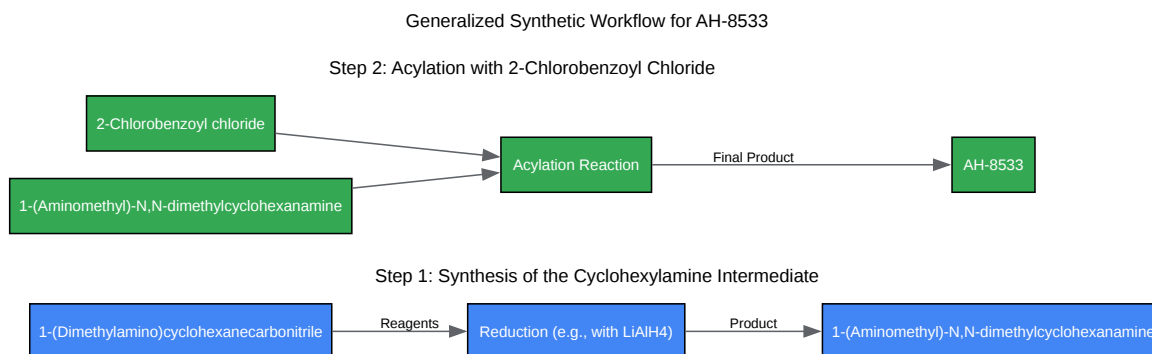 Generalized Synthetic Workflow for AH-8533
Step 2: Acylation with 2-Chlorobenzoyl Chloride
2-Chlorobenzoyl chloride
1-(Aminomethyl)-N,N-dimethylcyclohexanamine
Acylation Reaction
Final Product
AH-8533
Step 1: Synthesis of the Cyclohexylamine Intermediate
1-(Dimethylamino)cyclohexanecarbonitrile
Reagents
Reduction (e.g., with LiAlH4)
Product
1-(Aminomethyl)-N,N-dimethylcyclohexanamine